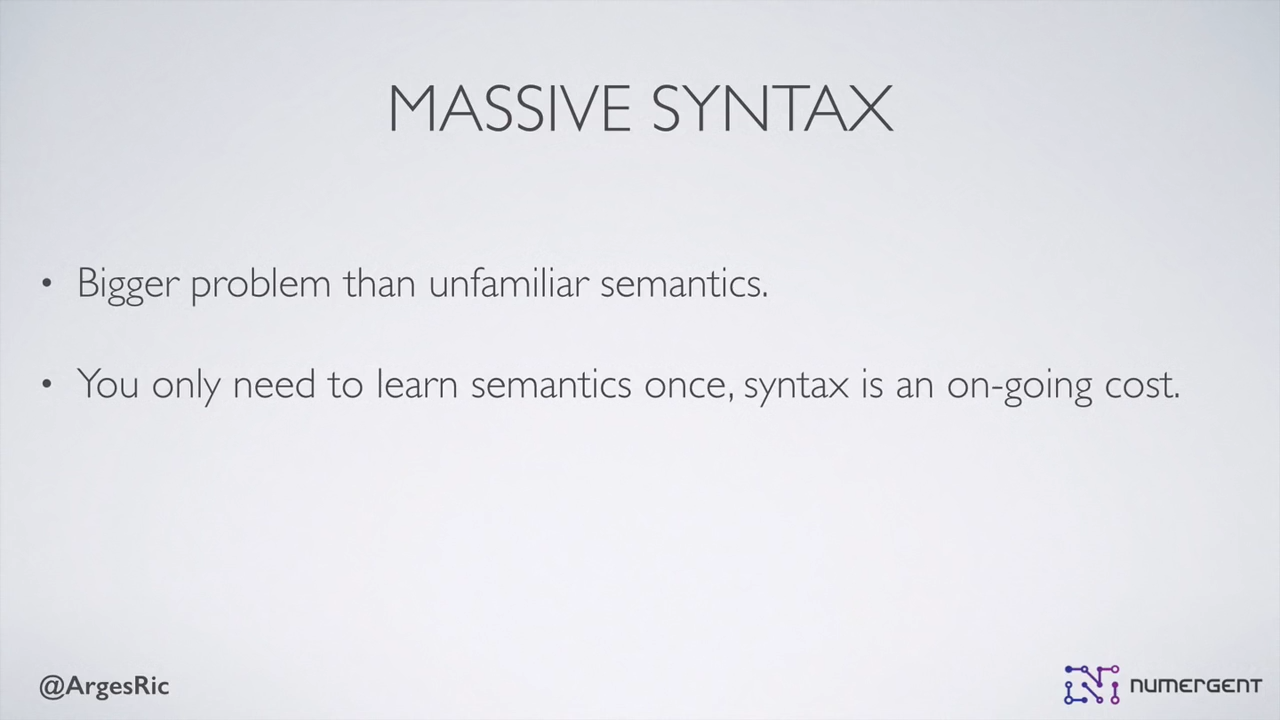 MASSIVE SYNTAX
• Bigger problem than unfamiliar semantics.
• You only need to learn semantics once, syntax is an on-going cost.
@ArgesRic
NUMERGENT